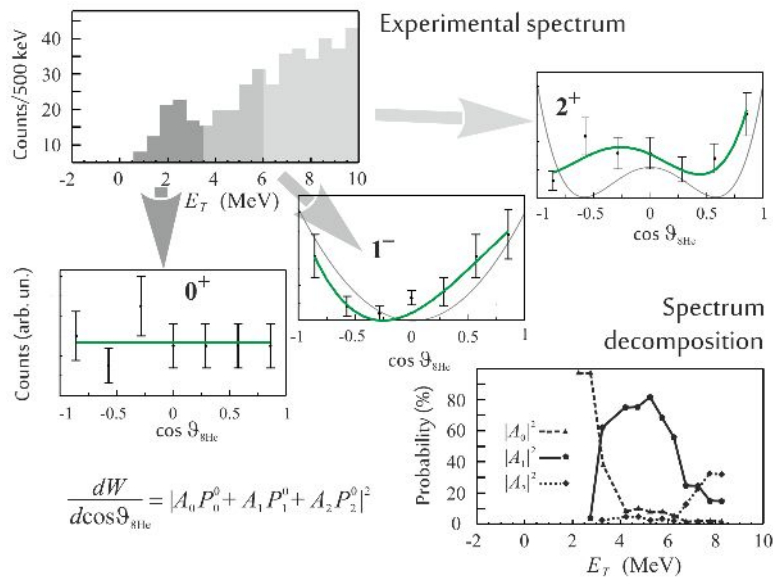 Experimental spectrum
Counts/500 keV
40
30
20
10
-2 0 2 4 6 8 10
E_T (MeV)
2⁺
-1 -0.5 0 0.5 1
cos ϑ_8He
1⁻
-1 -0.5 0 0.5 1
cos ϑ_8He
0⁺
Counts (arb. un.)
-1 -0.5 0 0.5 1
cos ϑ_8He
Spectrum
decomposition
Probability (%)
80
60
40
20
0
|A₀|²
|A₁|²
|A₂|²
-2 0 2 4 6 8 10
E_T (MeV)
dW/dcosϑ_8He = |A₀P₀⁰ + A₁P₁⁰ + A₂P₂⁰|²